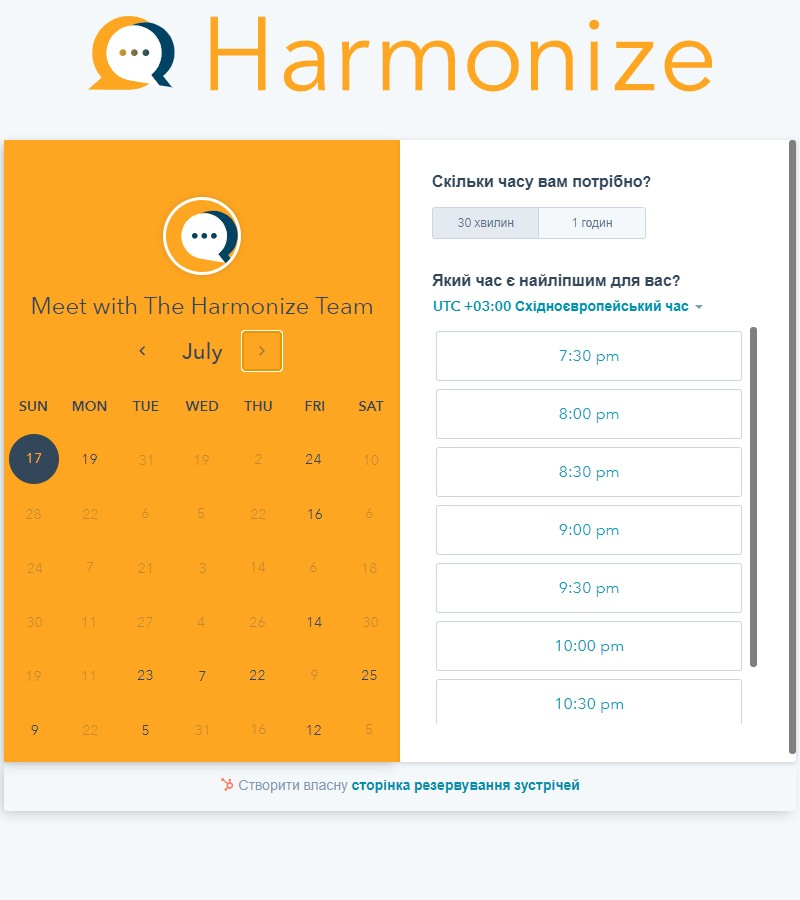 Harmonize
Meet with The Harmonize Team
July
SUN MON TUE WED THU FRI SAT
17 19 31 19 2 24 10
28 22 6 5 22 16 6
24 7 21 3 14 6 18
30 11 27 4 26 14 30
19 11 23 7 22 9 25
9 22 5 31 16 12 5
Скільки часу вам потрібно?
30 хвилин 1 годин
Який час є найліпшим для вас?
UTC +03:00 Східноєвропейський час
7:30 pm
8:00 pm
8:30 pm
9:00 pm
9:30 pm
10:00 pm
10:30 pm
Створити власну сторінка резервування зустрічей